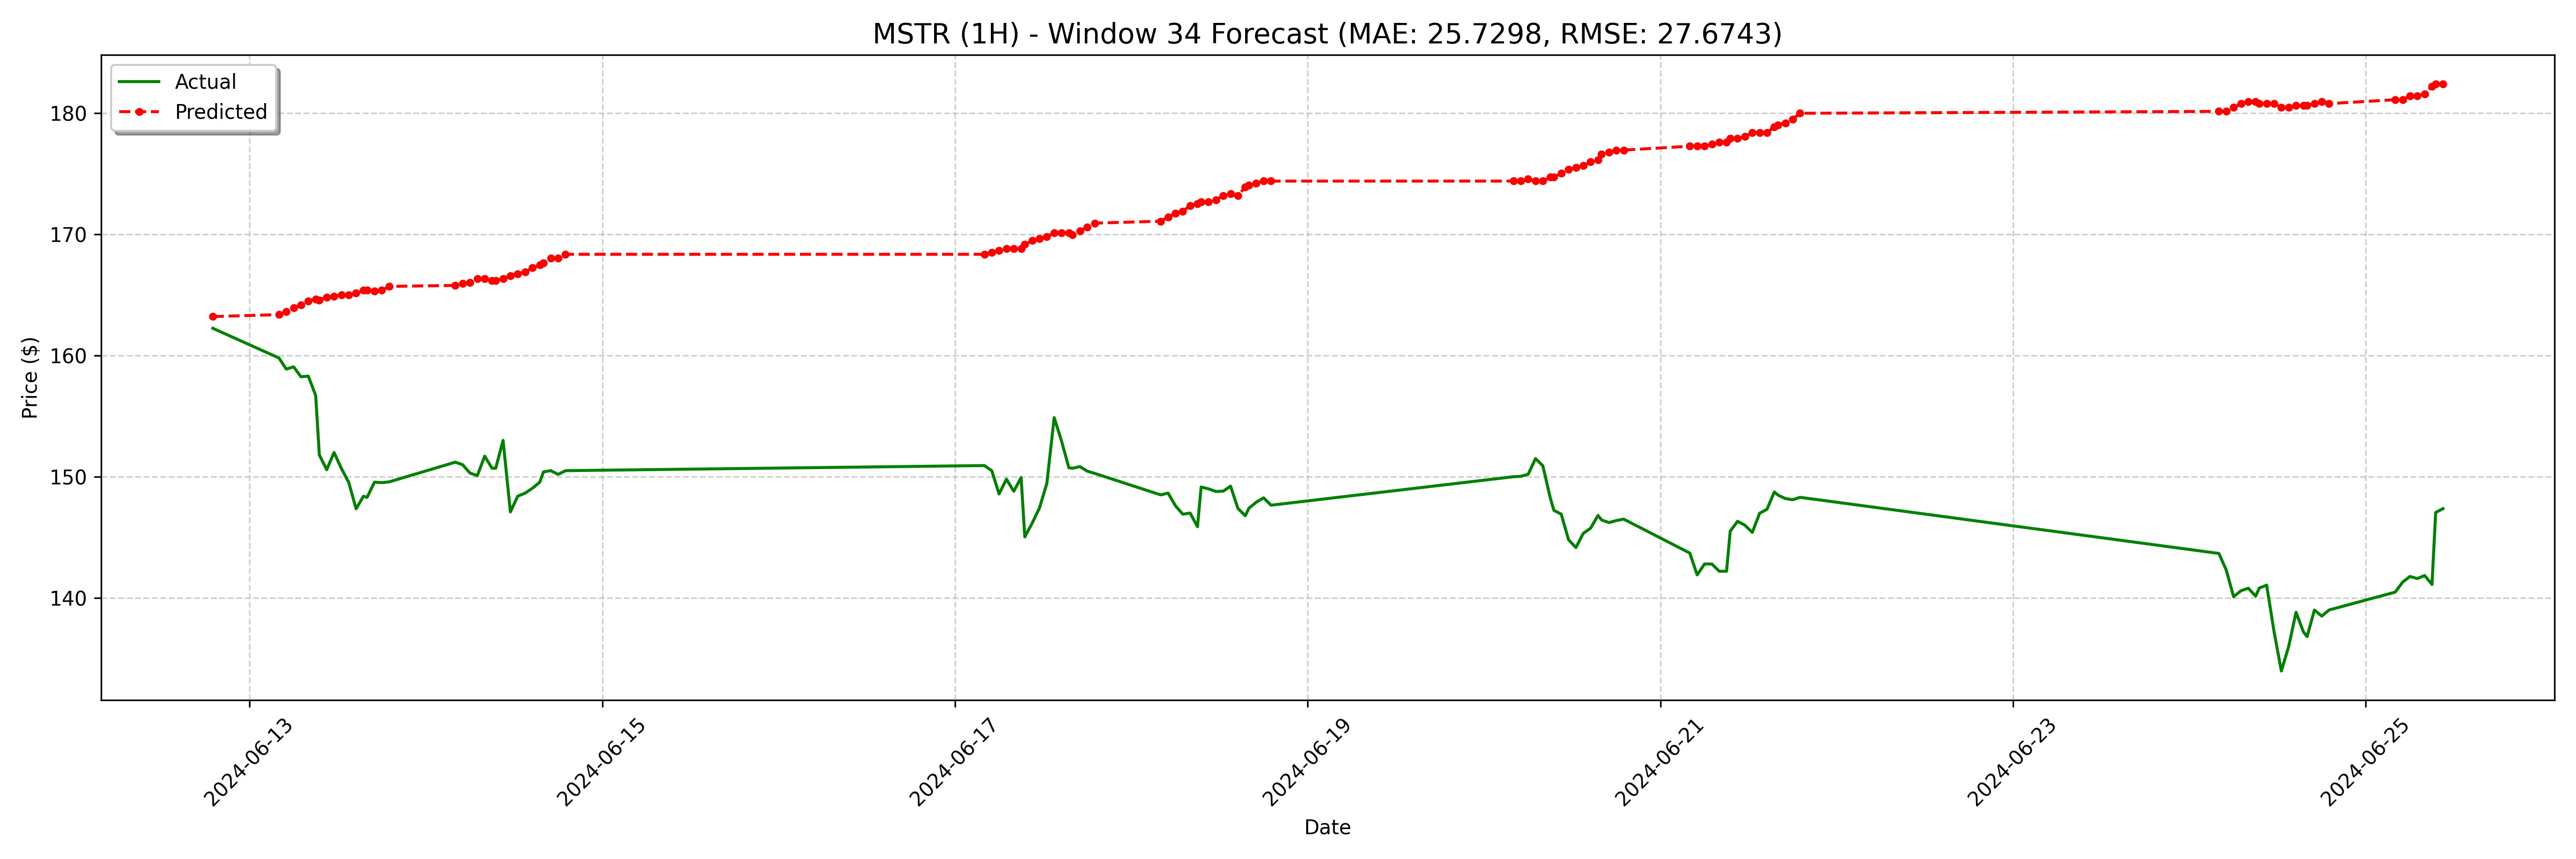 MSTR (1H) - Window 34 Forecast (MAE: 25.7298, RMSE: 27.6743)
Actual
Predicted
Price ($)
180
170
160
150
140
2024-06-13
2024-06-15
2024-06-17
2024-06-19
2024-06-21
2024-06-23
2024-06-25
Date